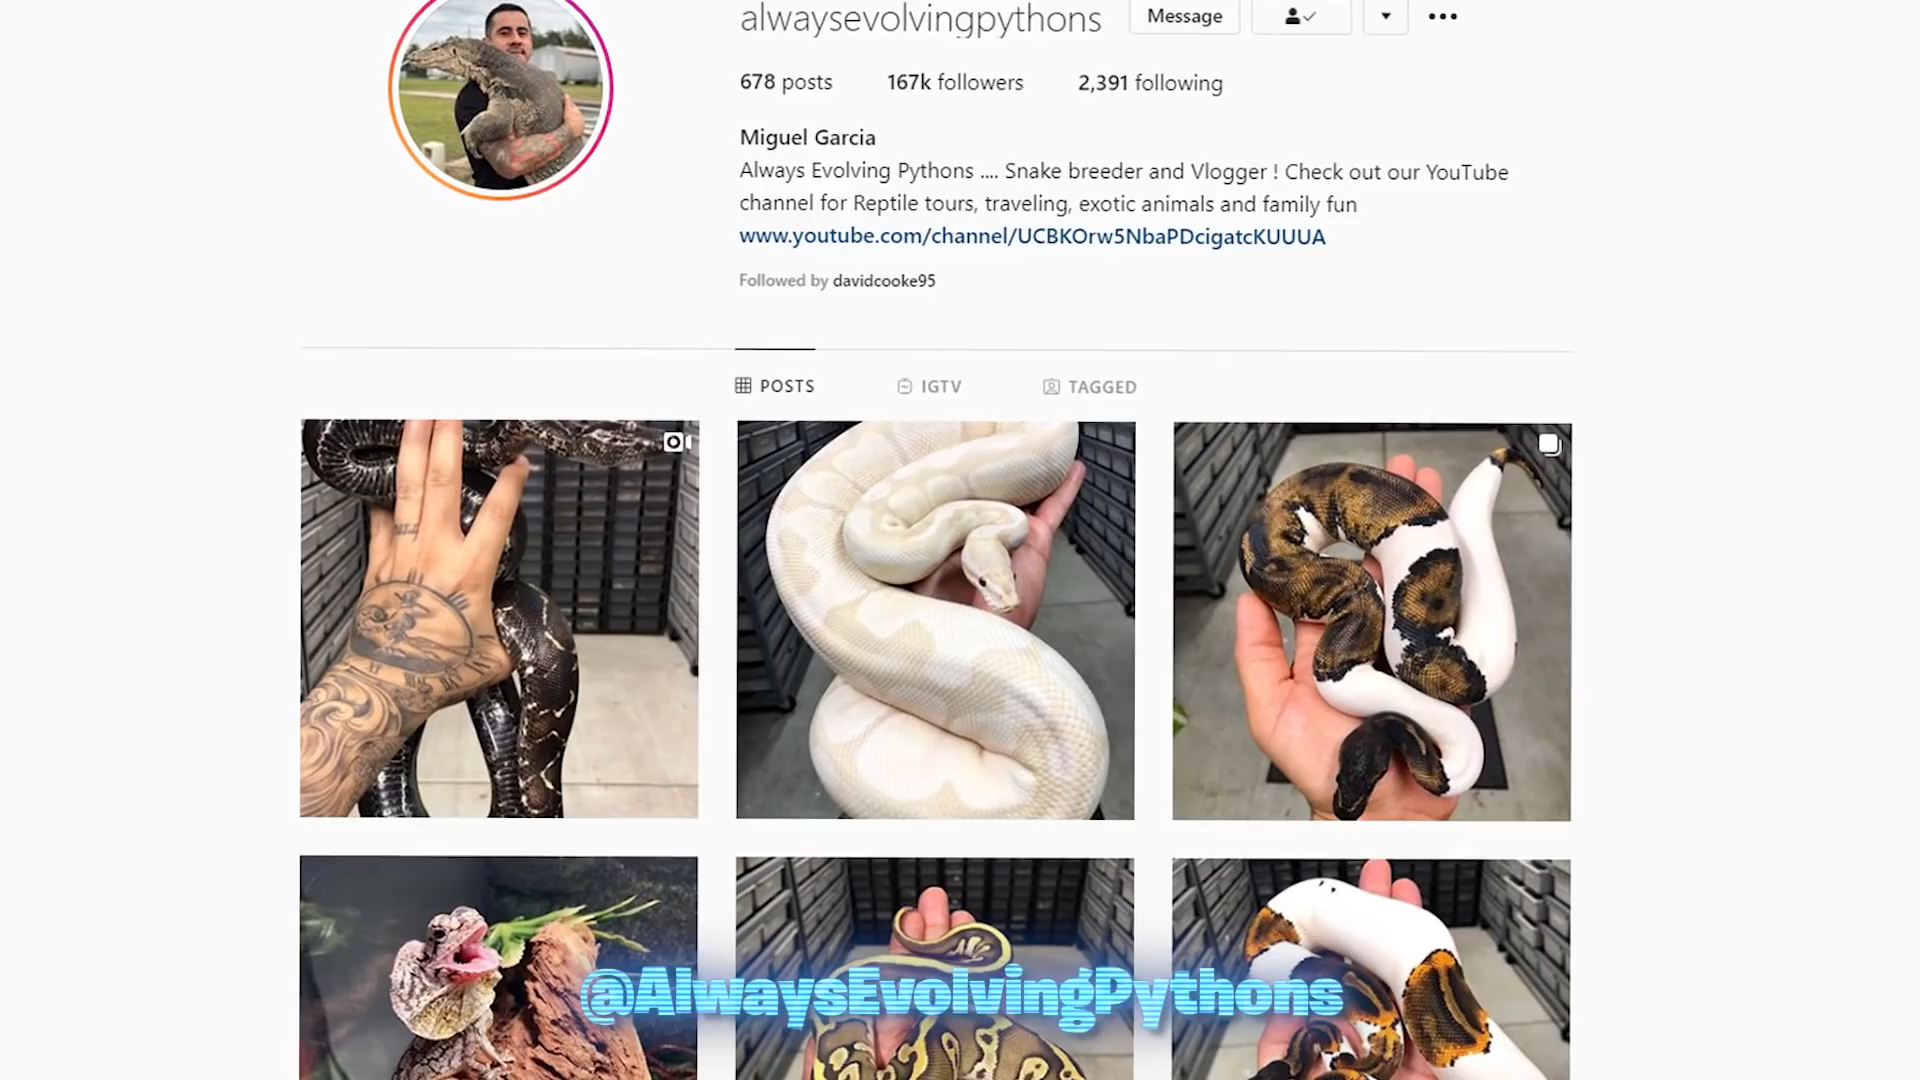 alwaysevolvingpythons Message
678 posts 167k followers 2,391 following
Miguel Garcia
Always Evolving Pythons .... Snake breeder and Vlogger ! Check out our YouTube
channel for Reptile tours, traveling, exotic animals and family fun
www.youtube.com/channel/UCBKOrw5NbaPDcigatcKUUUA
Followed by davidcooke95
POSTS IGTV TAGGED
@AlwaysEvolvingPythons